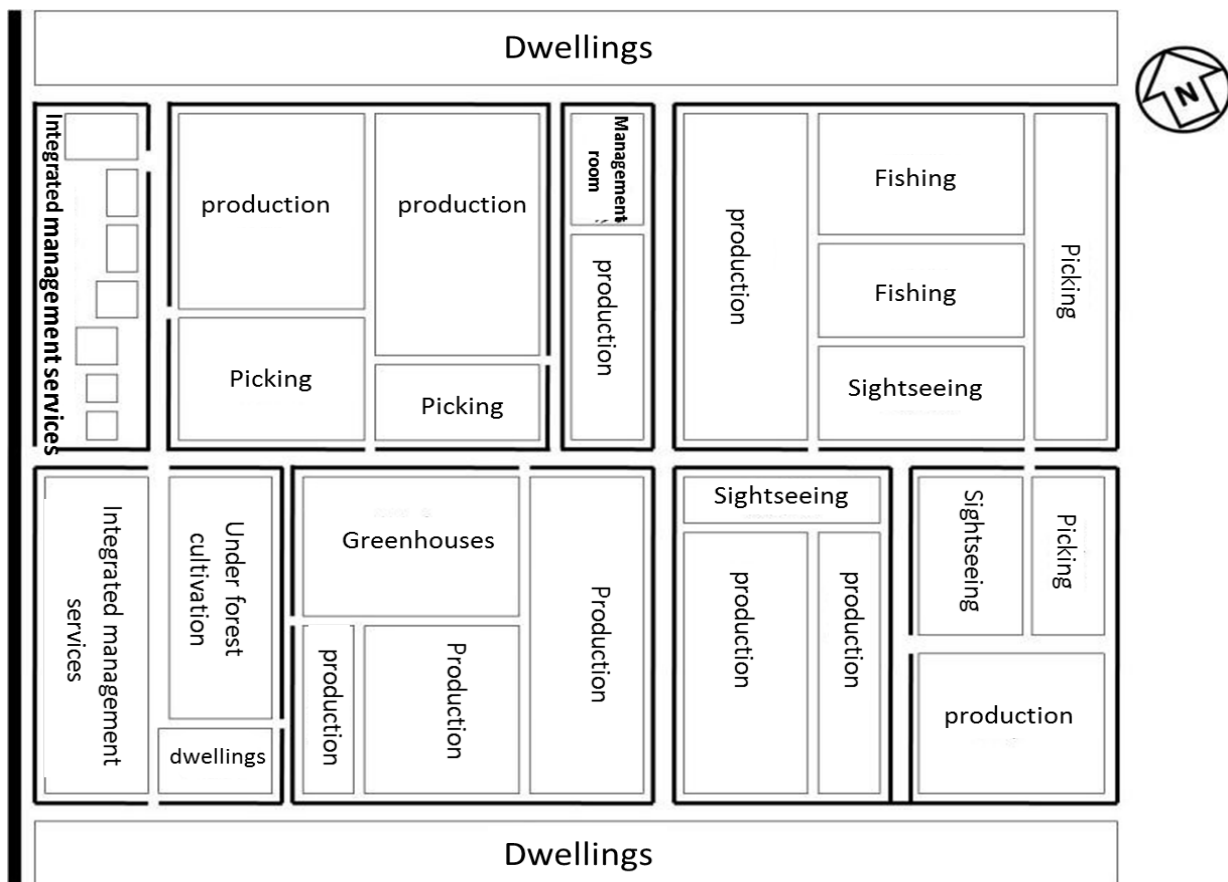 Dwellings
N
Integrated management services
production
production
Picking
Picking
Management
room
production
production
Fishing
Fishing
Sightseeing
Picking
Integrated management
services
Under forest
cultivation
dwellings
Greenhouses
production
Production
Production
Sightseeing
production
production
Sightseeing
Picking
production
Dwellings